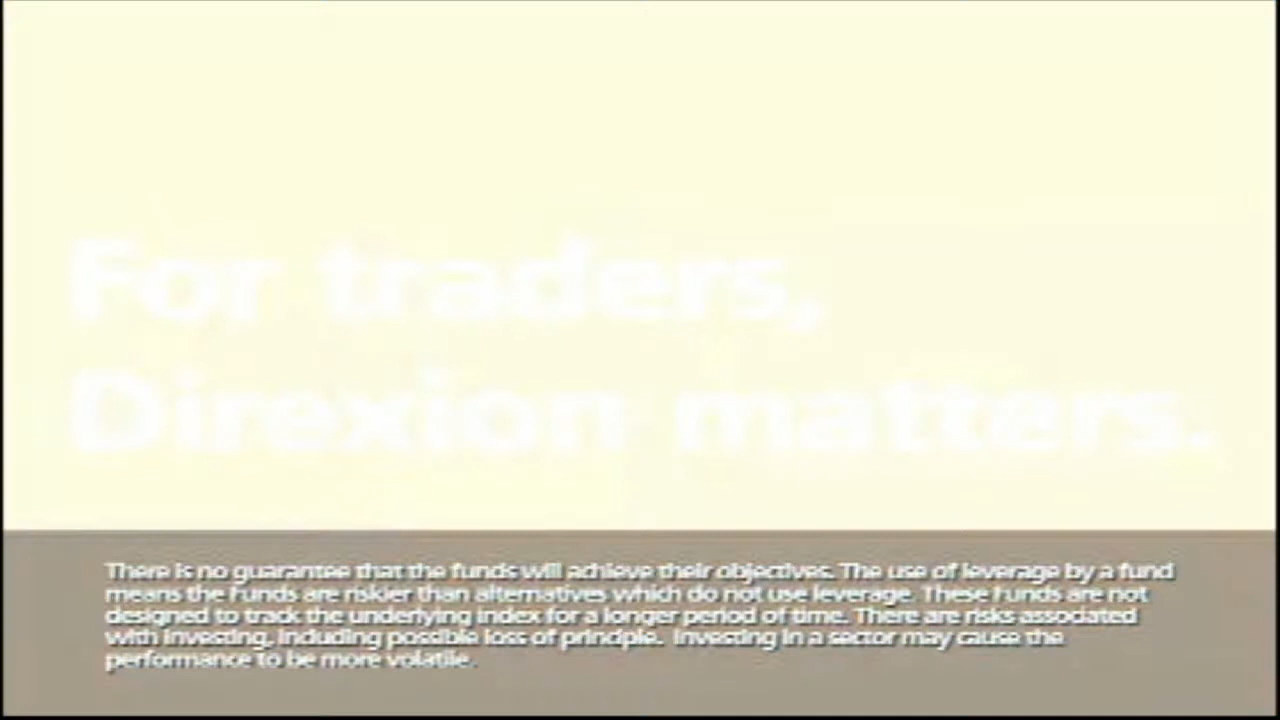 For traders,
Direxion matters.
There is no guarantee that the funds will achieve their objectives. The use of leverage by a fund
means the Funds are riskier than alternatives which do not use leverage. These Funds are not
designed to track the underlying index for a longer period of time. There are risks associated
with investing, including possible loss of principle. Investing in a sector may cause the
performance to be more volatile.